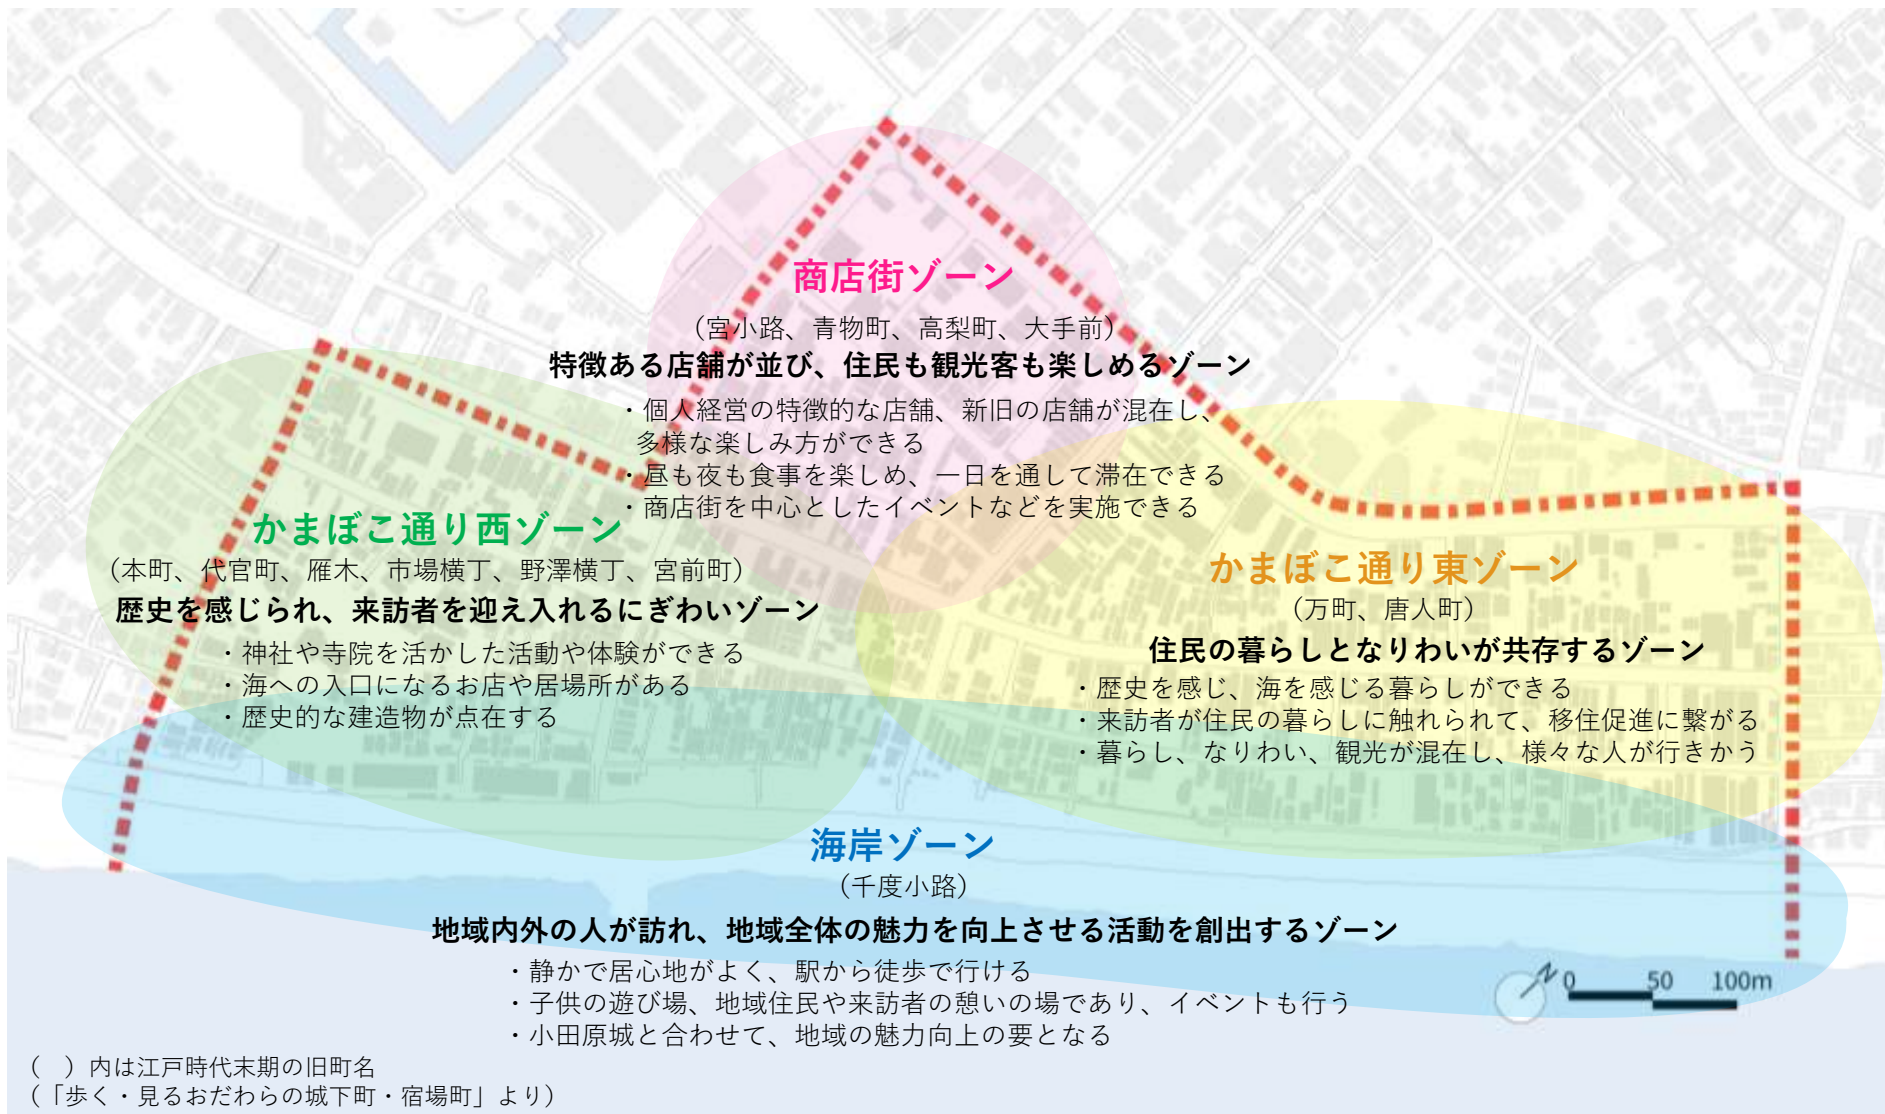 商店街ゾーン
（宮小路、青物町、高梨町、大手前）
特徴ある店舗が並び、住民も観光客も楽しめるゾーン
・個人経営の特徴的な店舗、新旧の店舗が混在し、
多様な楽しみ方ができる
・昼も夜も食事を楽しめ、一日を通して滞在できる
・商店街を中心としたイベントなどを実施できる
かまぼこ通り西ゾーン
（本町、代官町、雁木、市場横丁、野澤横丁、宮前町）
歴史を感じられ、来訪者を迎え入れるにぎわいゾーン
・神社や寺院を活かした活動や体験ができる
・海への入口になるお店や居場所がある
・歴史的な建造物が点在する
かまぼこ通り東ゾーン
（万町、唐人町）
住民の暮らしとなりわいが共存するゾーン
・歴史を感じ、海を感じる暮らしができる
・来訪者が住民の暮らしに触れられて、移住促進に繋がる
・暮らし、なりわい、観光が混在し、様々な人が行きかう
海岸ゾーン
（千度小路）
地域内外の人が訪れ、地域全体の魅力を向上させる活動を創出するゾーン
・静かで居心地がよく、駅から徒歩で行ける
・子供の遊び場、地域住民や来訪者の憩いの場であり、イベントも行う
・小田原城と合わせて、地域の魅力向上の要となる
N 0 50 100m
（　）内は江戸時代末期の旧町名
（「歩く・見るおだわらの城下町・宿場町」より）